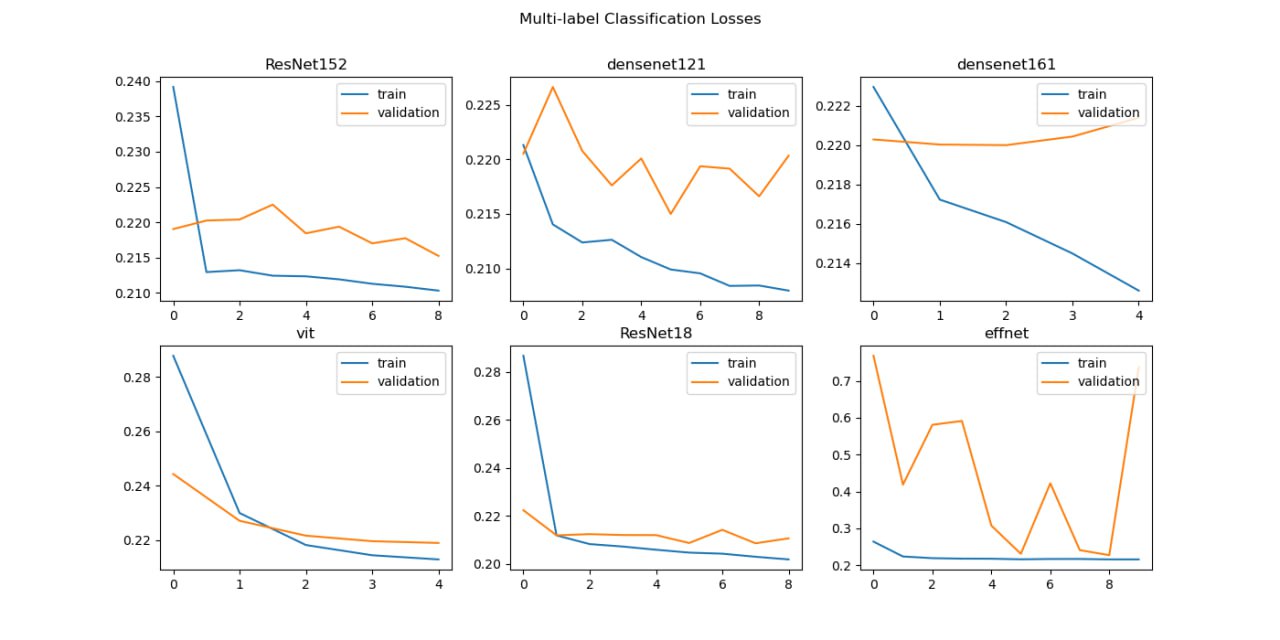 Multi-label Classification Losses
ResNet152
densenet121
densenet161
0.240
0.235
0.230
0.225
0.220
0.215
0.210
train
validation
0 2 4 6 8
0.225
0.220
0.215
0.210
train
validation
0 2 4 6 8
0.222
0.220
0.218
0.216
0.214
train
validation
0 1 2 3 4
vit
ResNet18
effnet
0.28
0.26
0.24
0.22
train
validation
0 1 2 3 4
0.28
0.26
0.24
0.22
0.20
train
validation
0 2 4 6 8
0.7
0.6
0.5
0.4
0.3
0.2
train
validation
0 2 4 6 8